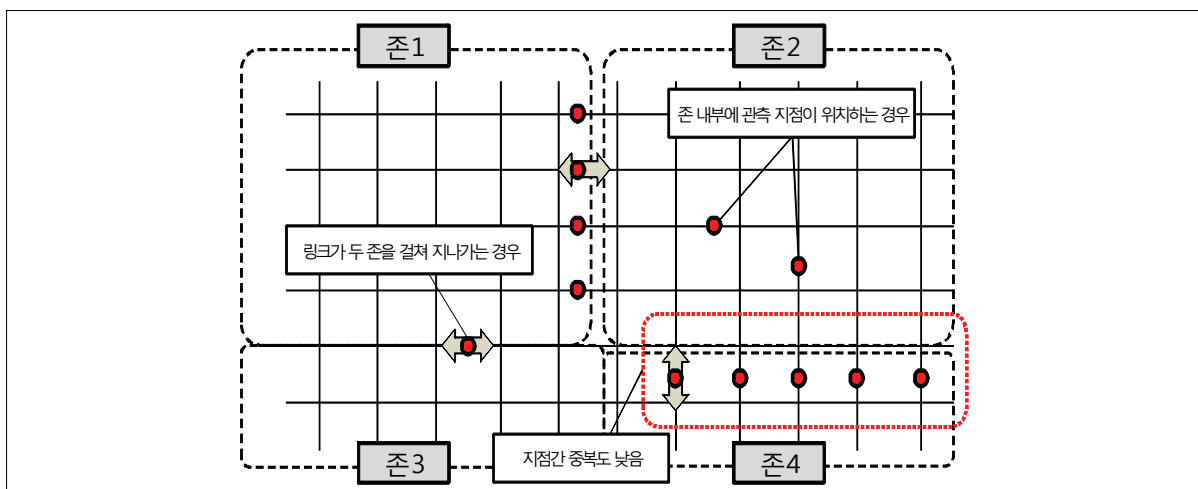 존1
존2
존 내부에 관측 지점이 위치하는 경우
링크가 두 존을 걸쳐 지나가는 경우
지점간 중복도 낮음
존3
존4